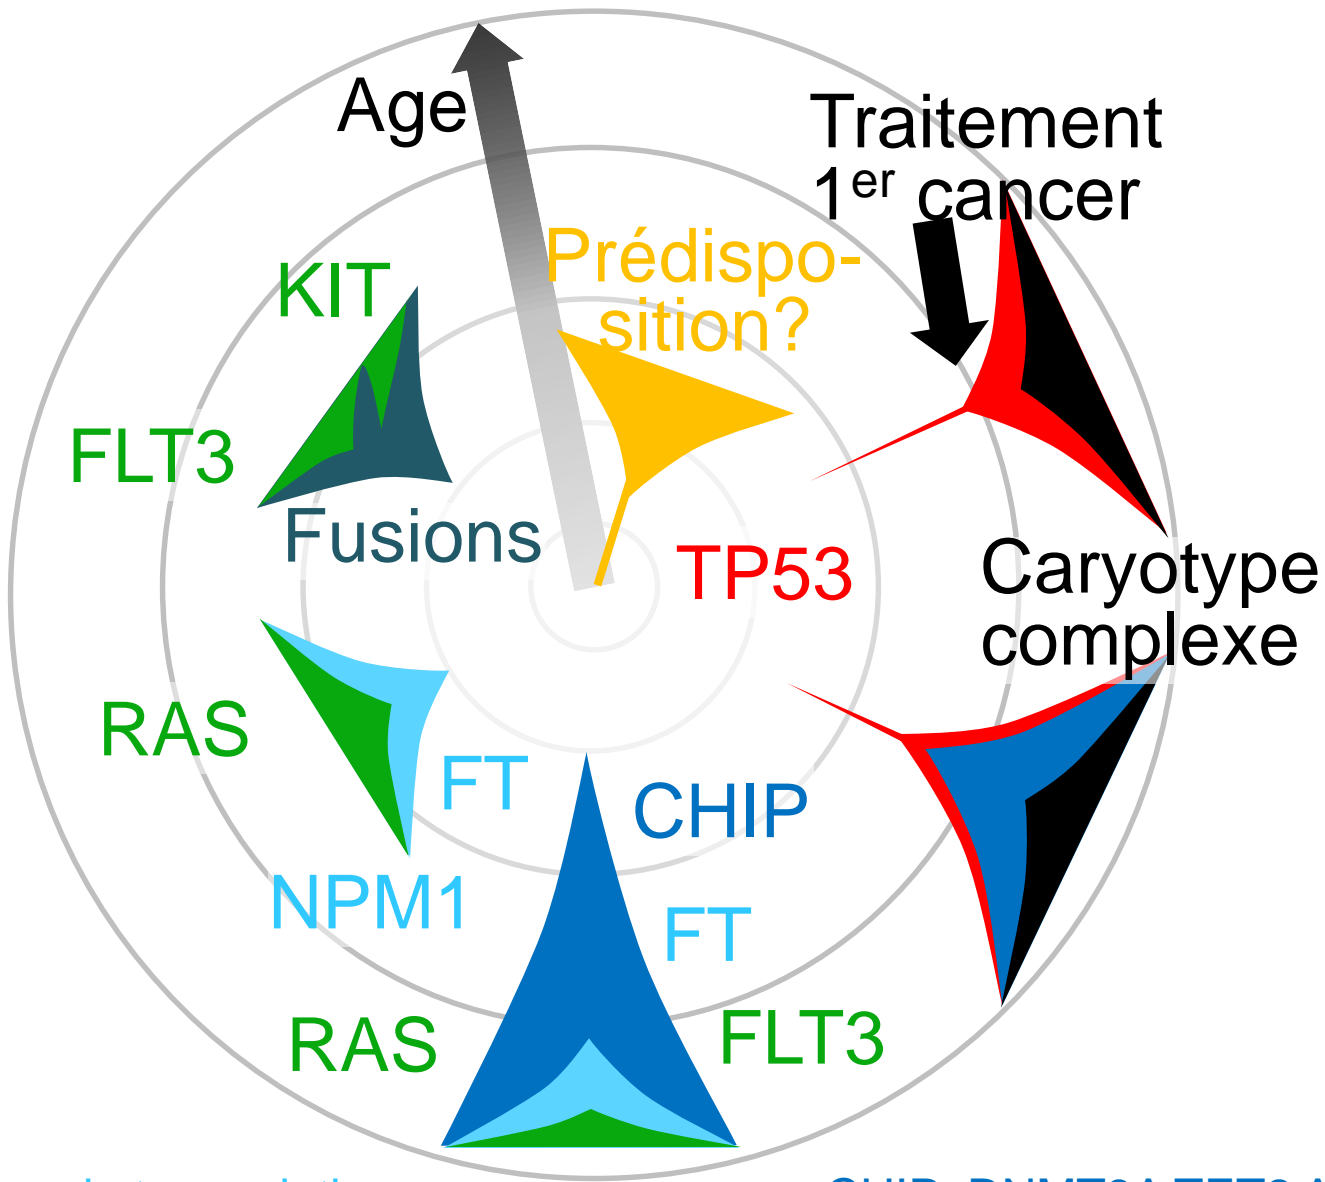 Age
Traitement
1er cancer
Prédispo-
sition?
KIT
FLT3
Fusions
TP53
Caryotype
complexe
RAS
FT
CHIP
NPM1
FT
RAS
FLT3